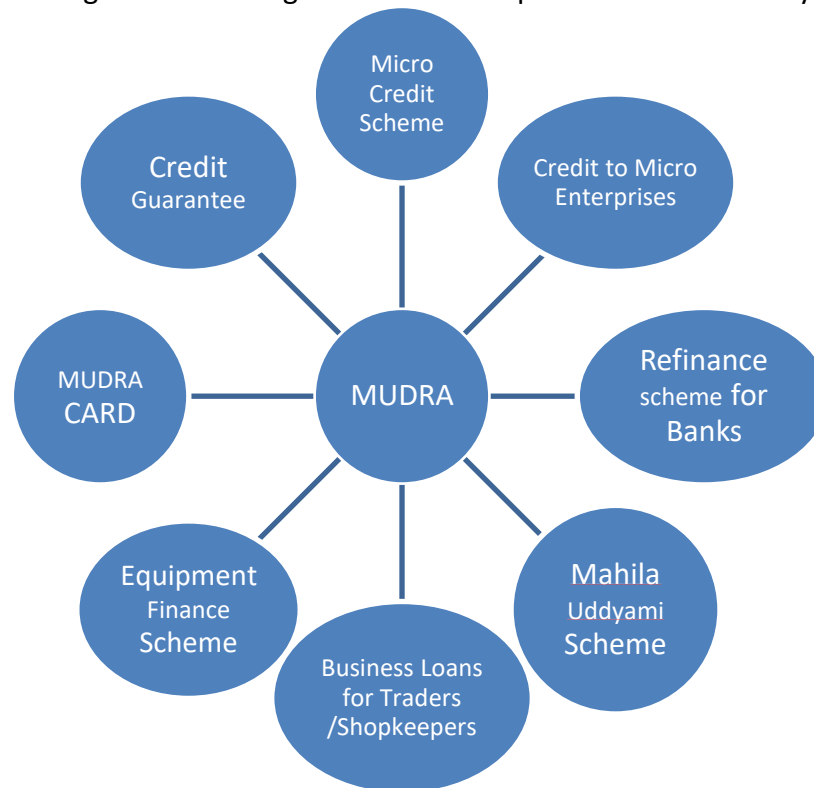 Micro
Credit
Scheme
Credit
Guarantee
Credit to Micro
Enterprises
MUDRA
CARD
MUDRA
Refinance
scheme for
Banks
Equipment
Finance
Scheme
Mahila
Uddyami
Scheme
Business Loans
for Traders
/Shopkeepers